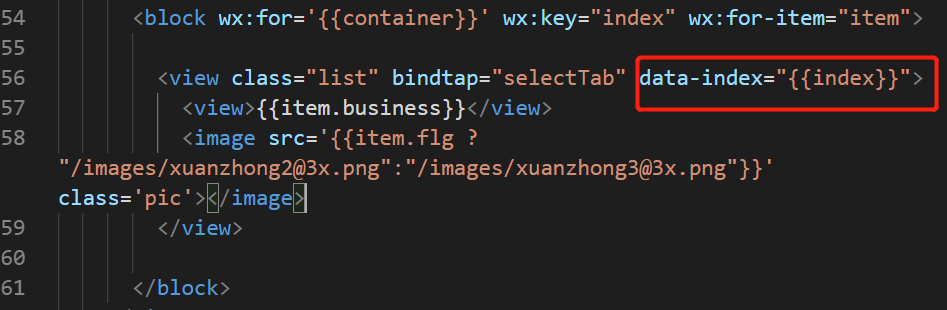 54 <block wx:for='{{container}}' wx:key="index" wx:for-item="item">
55
56 <view class="list" bindtap="selectTab" data-index="{{index}}">
57 <view>{{item.business}}</view>
58 <image src='{{item.flg ?
"/images/xuanzhong2@3x.png":"/images/xuanzhong3@3x.png"}}'
class='pic'></image>
59 </view>
60
61 </block>